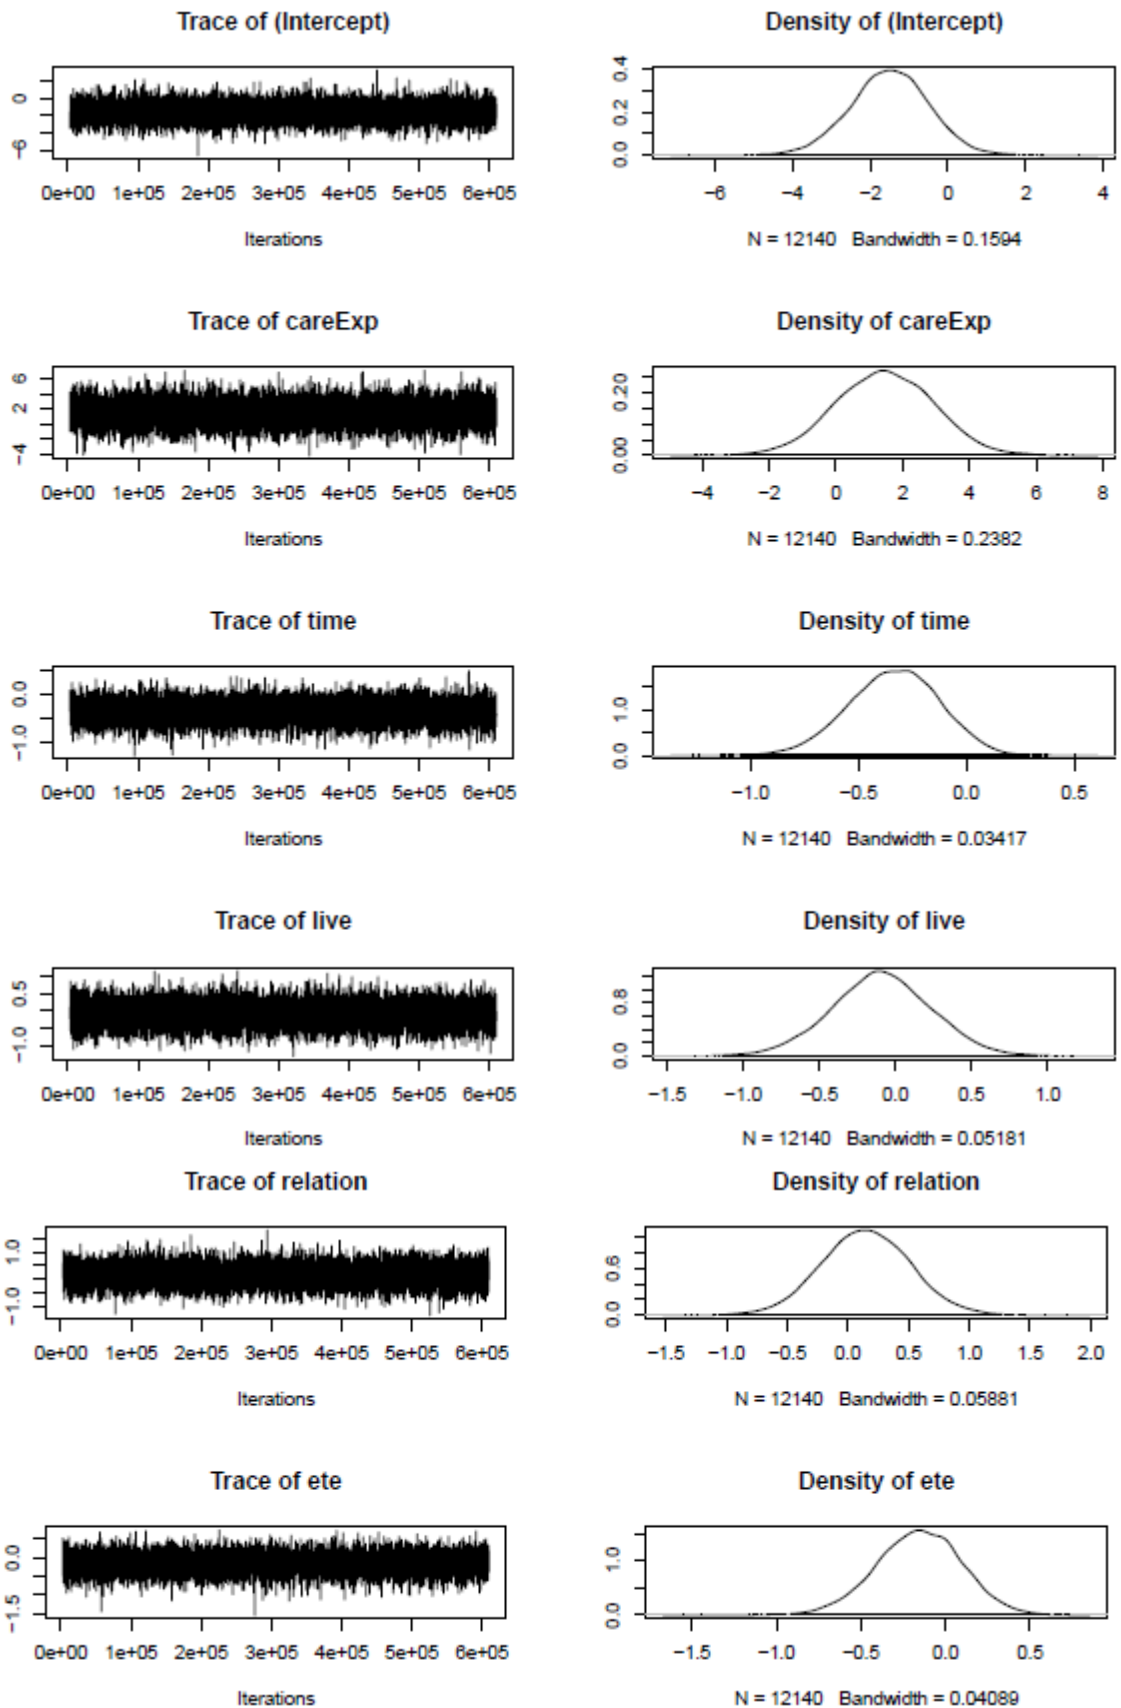 Trace of (Intercept)
Density of (Intercept)
0
−6
0e+00 1e+05 2e+05 3e+05 4e+05 5e+05 6e+05
Iterations
0.4
0.2
0.0
−6 −4 −2 0 2 4
N = 12140 Bandwidth = 0.1594
Trace of careExp
Density of careExp
6
2
−4
0e+00 1e+05 2e+05 3e+05 4e+05 5e+05 6e+05
Iterations
0.20
0.00
−4 −2 0 2 4 6 8
N = 12140 Bandwidth = 0.2382
Trace of time
Density of time
0.0
−1.0
0e+00 1e+05 2e+05 3e+05 4e+05 5e+05 6e+05
Iterations
1.0
0.0
−1.0 −0.5 0.0 0.5
N = 12140 Bandwidth = 0.03417
Trace of live
Density of live
0.5
−1.0
0e+00 1e+05 2e+05 3e+05 4e+05 5e+05 6e+05
Iterations
0.8
0.0
−1.5 −1.0 −0.5 0.0 0.5 1.0
N = 12140 Bandwidth = 0.05181
Trace of relation
Density of relation
1.0
−1.0
0e+00 1e+05 2e+05 3e+05 4e+05 5e+05 6e+05
Iterations
0.6
0.0
−1.5 −1.0 −0.5 0.0 0.5 1.0 1.5 2.0
N = 12140 Bandwidth = 0.05881
Trace of ete
Density of ete
0.0
−1.5
0e+00 1e+05 2e+05 3e+05 4e+05 5e+05 6e+05
Iterations
1.0
0.0
−1.5 −1.0 −0.5 0.0 0.5
N = 12140 Bandwidth = 0.04089